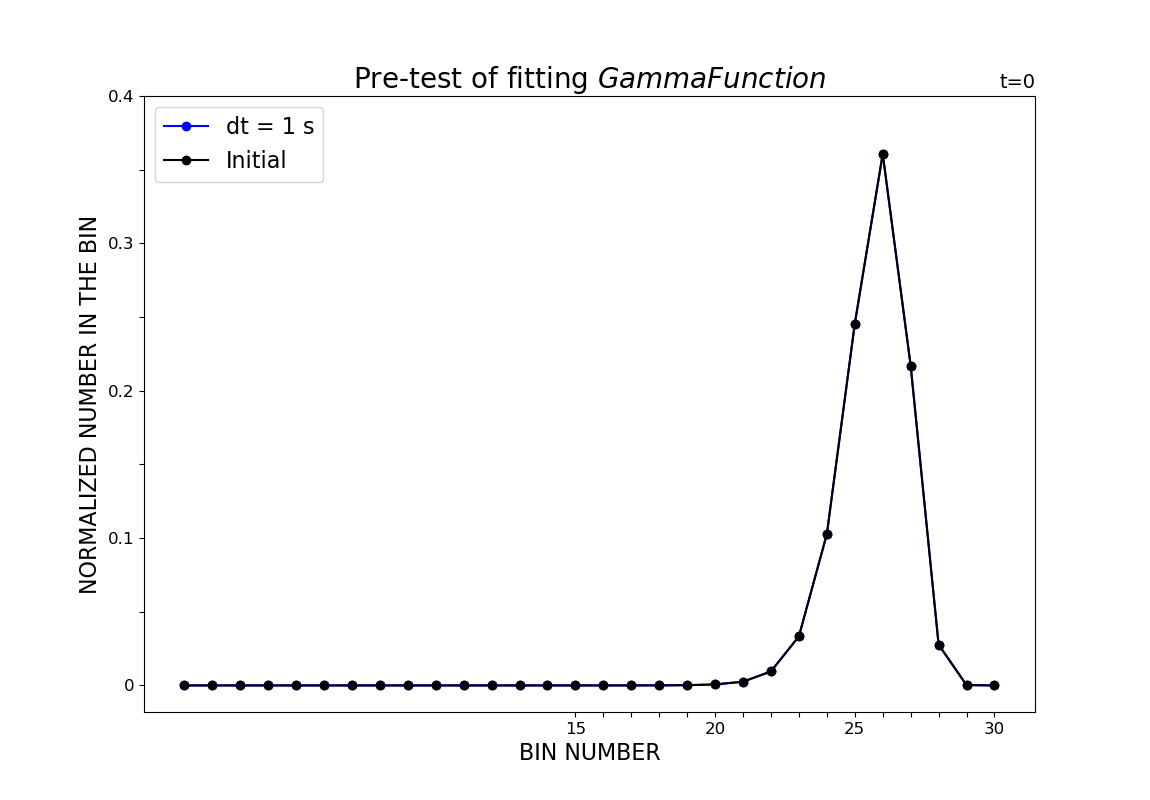 Pre-test of fitting GammaFunction
t=0
dt = 1 s
Initial
NORMALIZED NUMBER IN THE BIN
0.4
0.3
0.2
0.1
0
15 20 25 30
BIN NUMBER